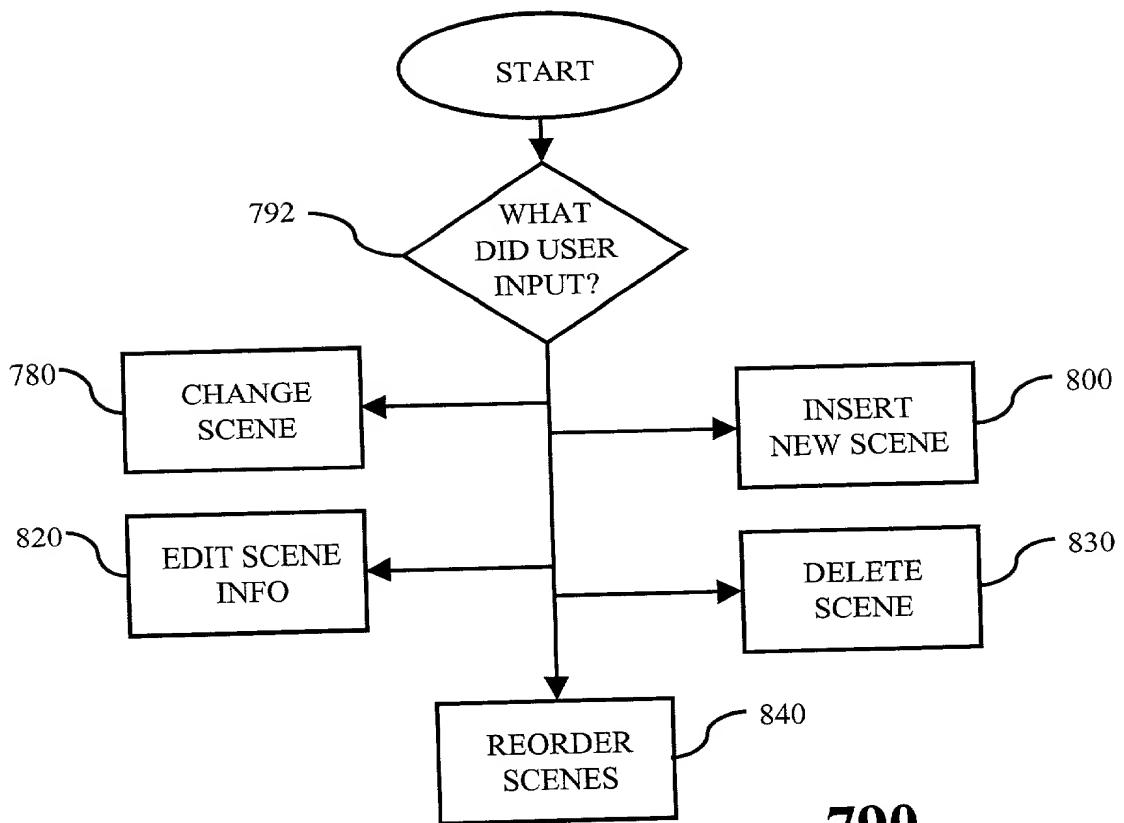 START
792
WHAT
DID USER
INPUT?
780
CHANGE
SCENE
INSERT
NEW SCENE
800
820
EDIT SCENE
INFO
DELETE
SCENE
830
REORDER
SCENES
840
790